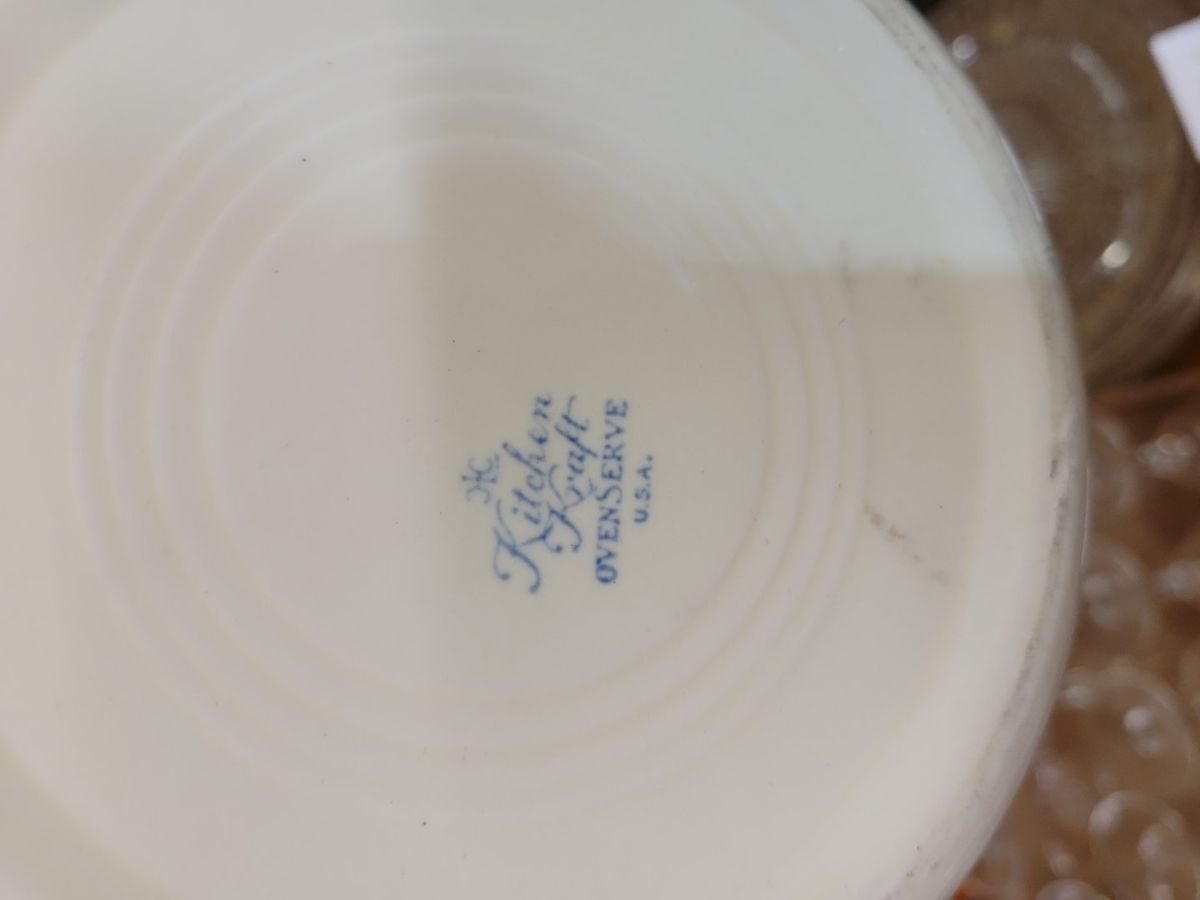 HLC
Kitchen
Kraft
OVENSERVE
U.S.A.